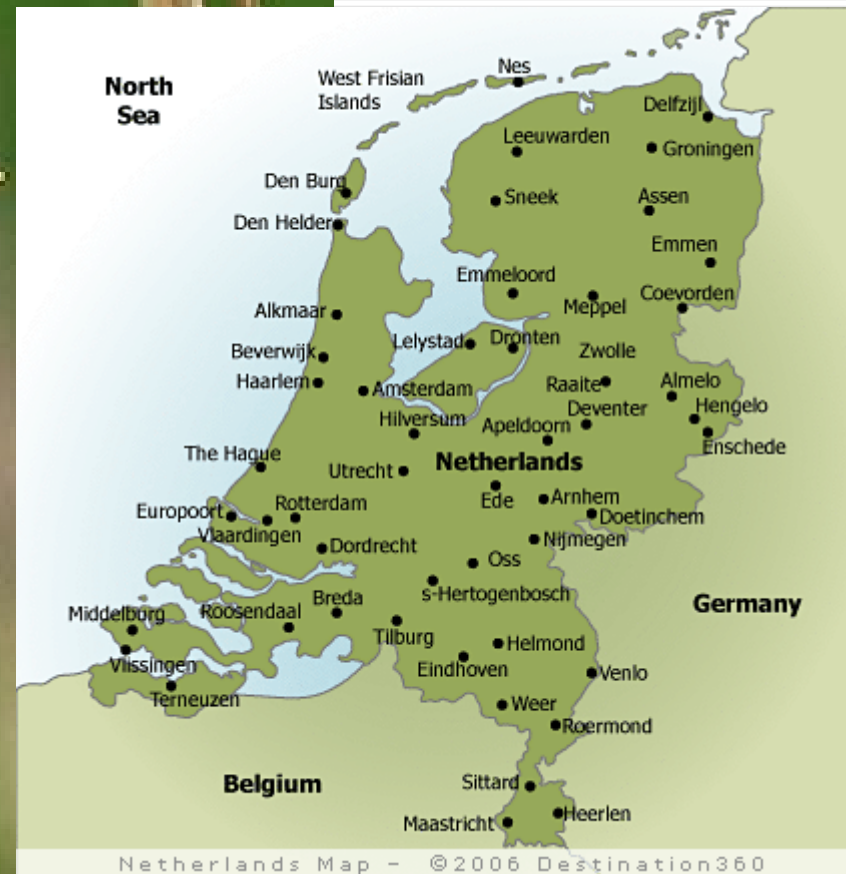 North
Sea
West Frisian
Islands
Nes
Delfzijl
Leeuwarden
Groningen
Den Burg
Sneek
Assen
Den Helder
Emmen
Emmeloord
Coevorden
Meppel
Alkmaar
Lelystad
Dronten
Beverwijk
Zwolle
Haarlem
Amsterdam
Raaite
Almelo
Hengelo
Hilversum
Deventer
Apeldoorn
Enschede
The Hague
Utrecht
Netherlands
Ede
Arnhem
Europoort
Rotterdam
Doetinchem
Vlaardingen
Dordrecht
Nijmegen
Oss
s-Hertogenbosch
Breda
Germany
Middelburg
Roosendaal
Tilburg
Helmond
Vlissingen
Eindhoven
Venlo
Terneuzen
Weer
Roermond
Belgium
Sittard
Maastricht
Heerlen
Netherlands Map - ©2006 Destination360